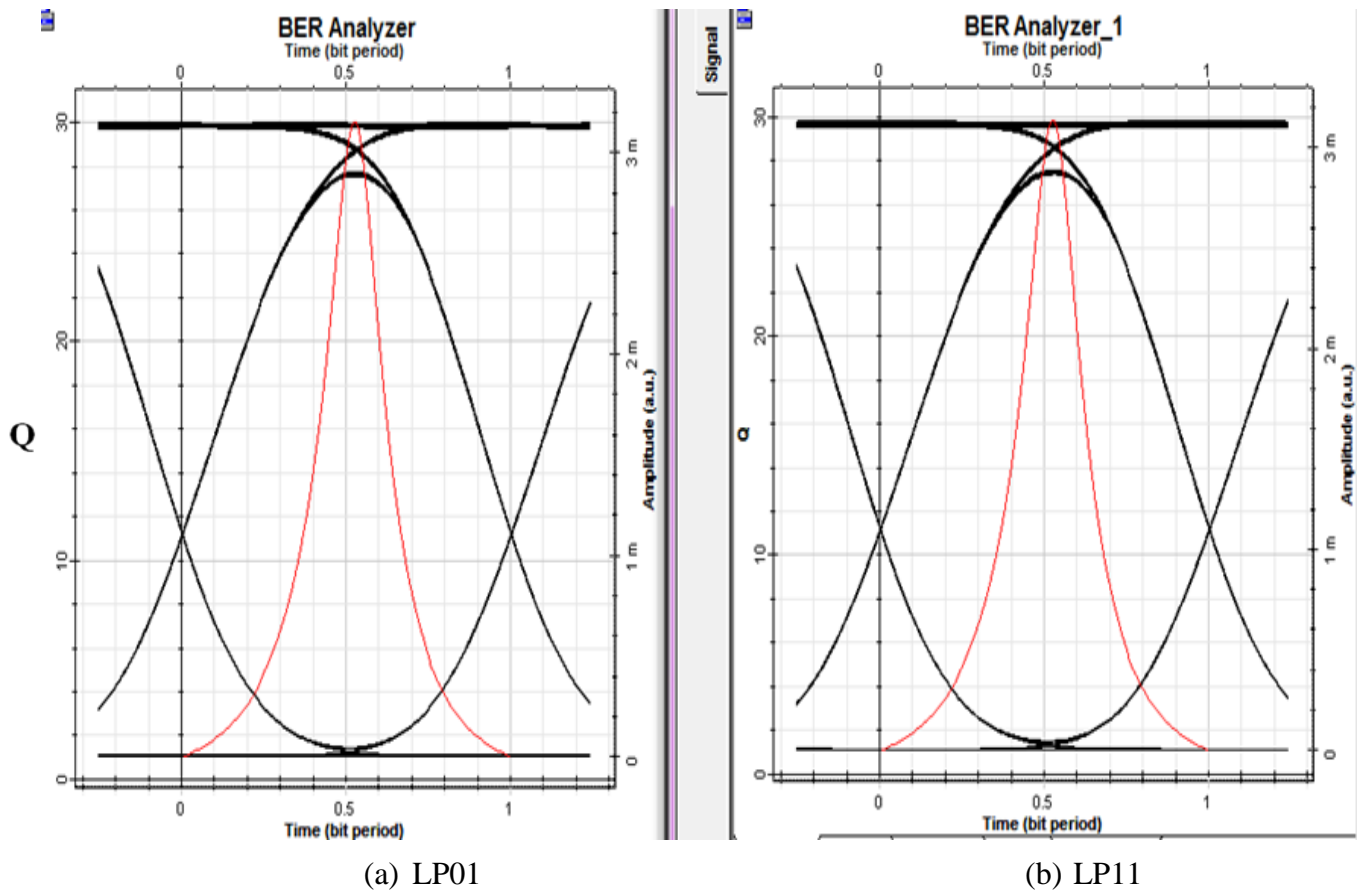 BER Analyzer
Time (bit period)
0 0.5 1
30
20
10
0
Q
3 m
2 m
1 m
0
Amplitude (a.u.)
0 0.5 1
Time (bit period)
Signal
BER Analyzer_1
Time (bit period)
0 0.5 1
30
20
10
0
Q
3 m
2 m
1 m
0
Amplitude (a.u.)
0 0.5 1
Time (bit period)
(a) LP01
(b) LP11